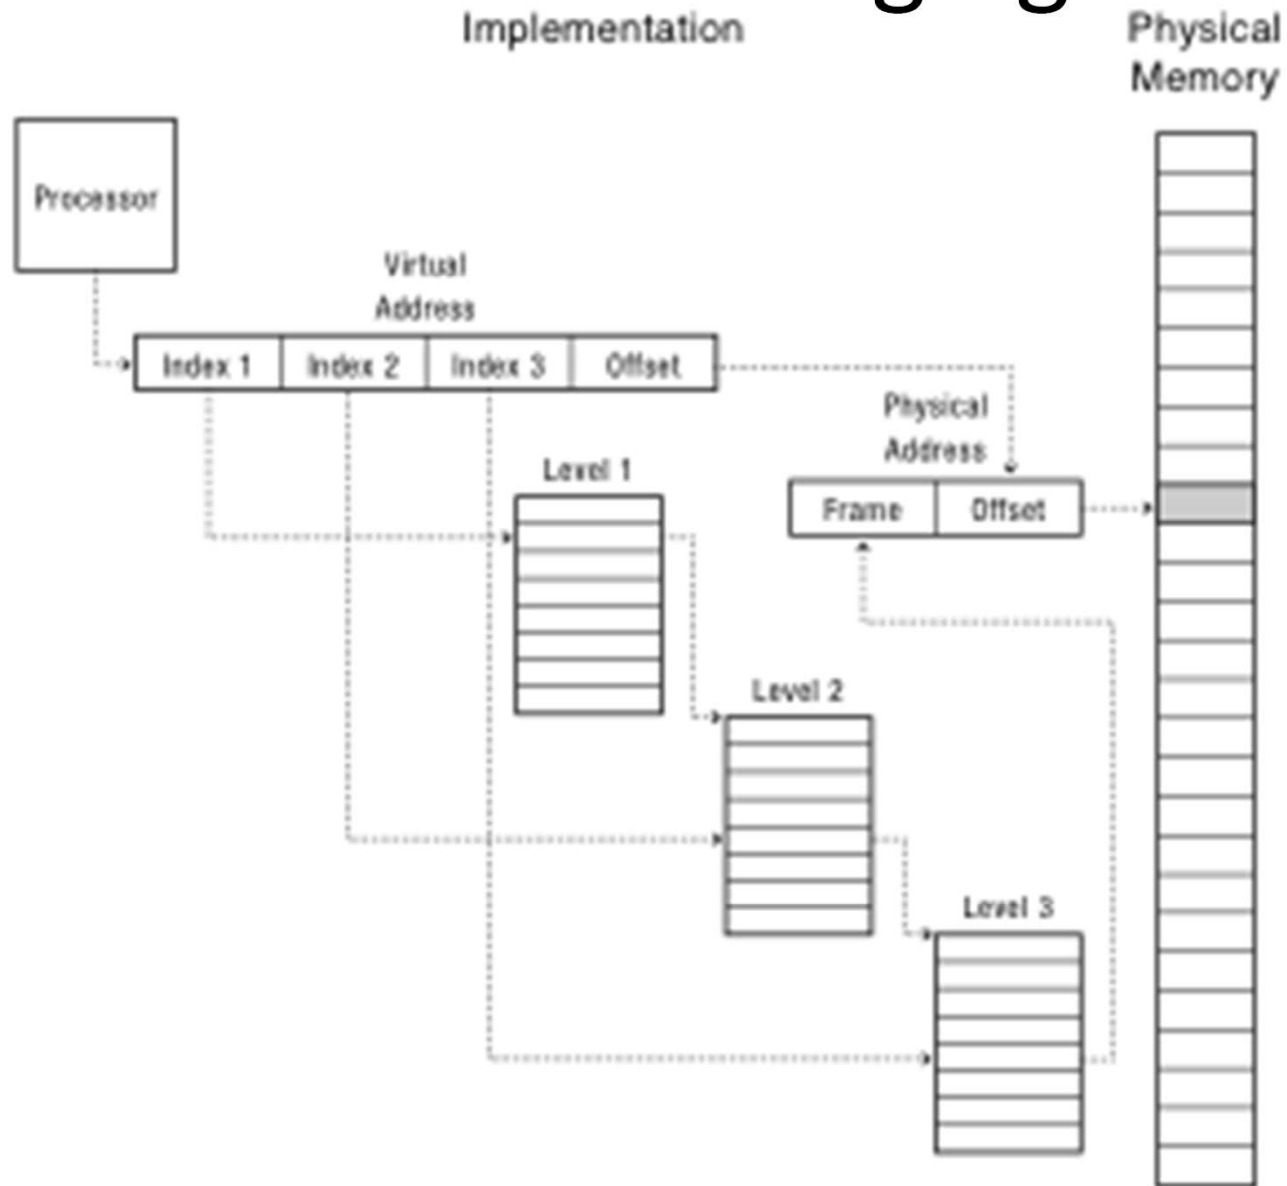 Implementation
Physical
Memory
Processor
Virtual
Address
Index 1
Index 2
Index 3
Offset
Physical
Address
Frame
Offset
Level 1
Level 2
Level 3